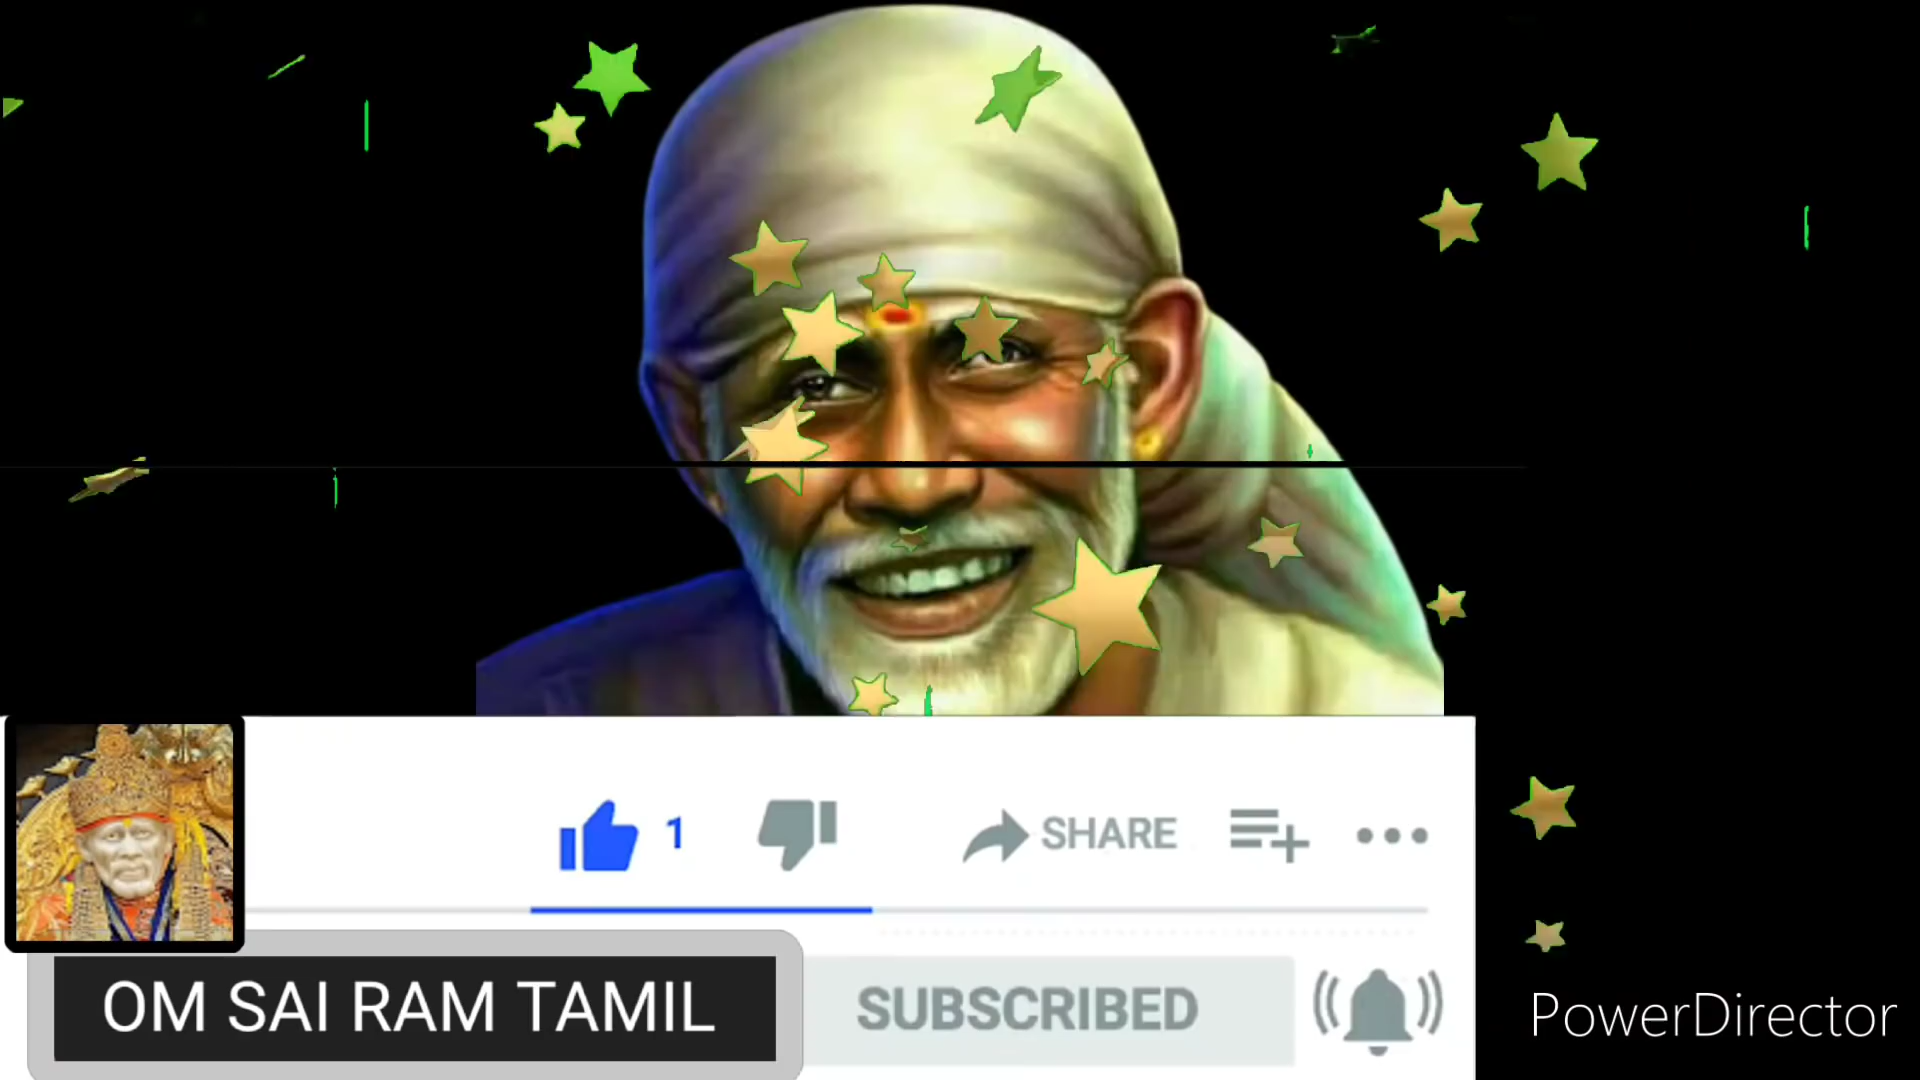 1
SHARE
OM SAI RAM TAMIL
SUBSCRIBED
PowerDirector